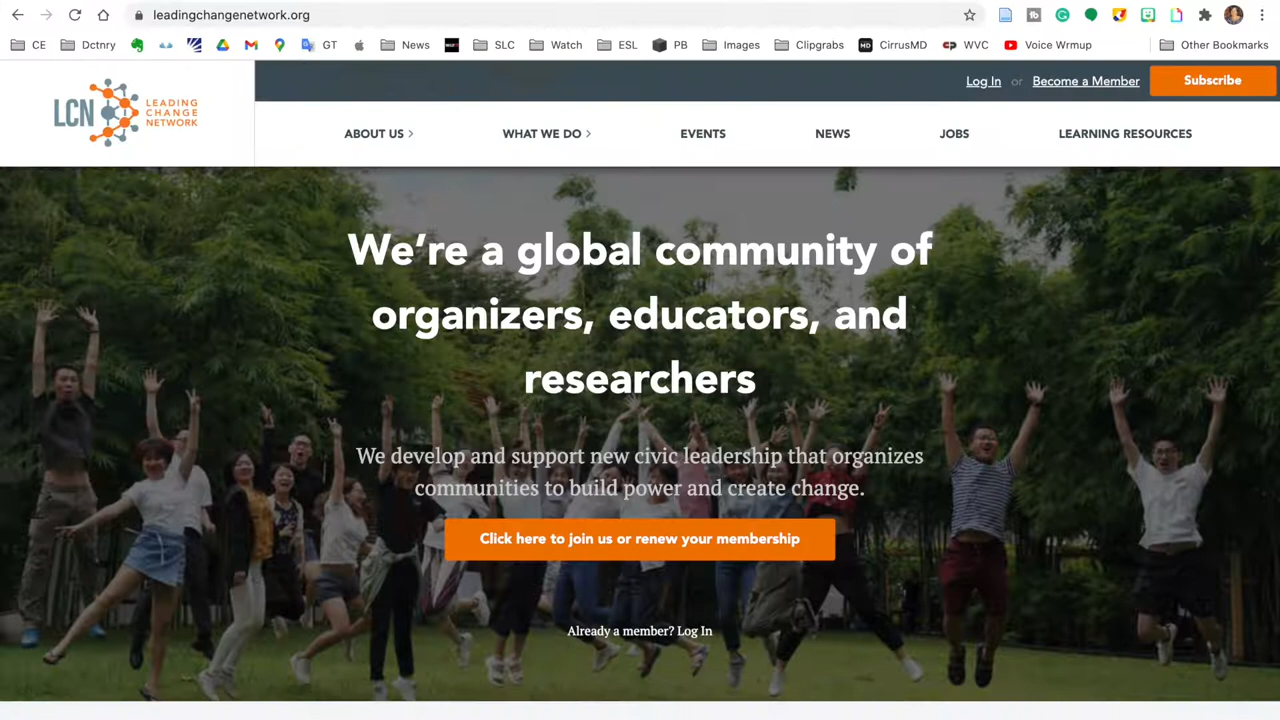 leadingchangenetwork.org
CE Dctnry GT News SLC Watch ESL PB Images Clipgrabs CirrusMD WVC Voice Wrmup Other Bookmarks
Log In or Become a Member Subscribe
LCN LEADING CHANGE NETWORK
ABOUT US WHAT WE DO EVENTS NEWS JOBS LEARNING RESOURCES
We're a global community of
organizers, educators, and
researchers
We develop and support new civic leadership that organizes
communities to build power and create change.
Click here to join us or renew your membership
Already a member? Log In